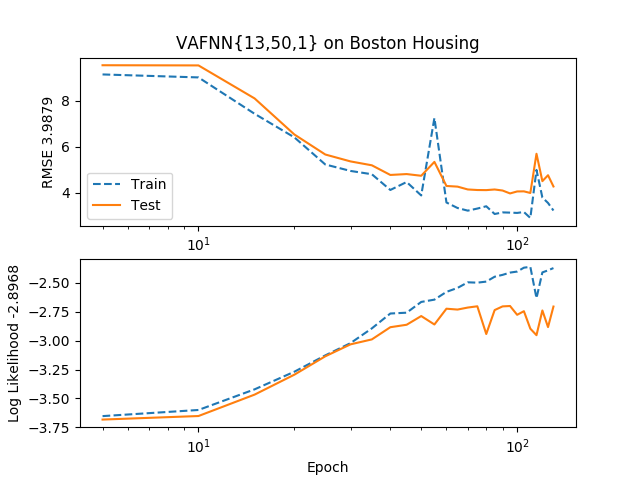 VAFNN{13,50,1} on Boston Housing
RMSE 3.9879
8
6
4
Train
Test
10¹
10²
Log Likelihood -2.8968
−2.50
−2.75
−3.00
−3.25
−3.50
−3.75
10¹
10²
Epoch